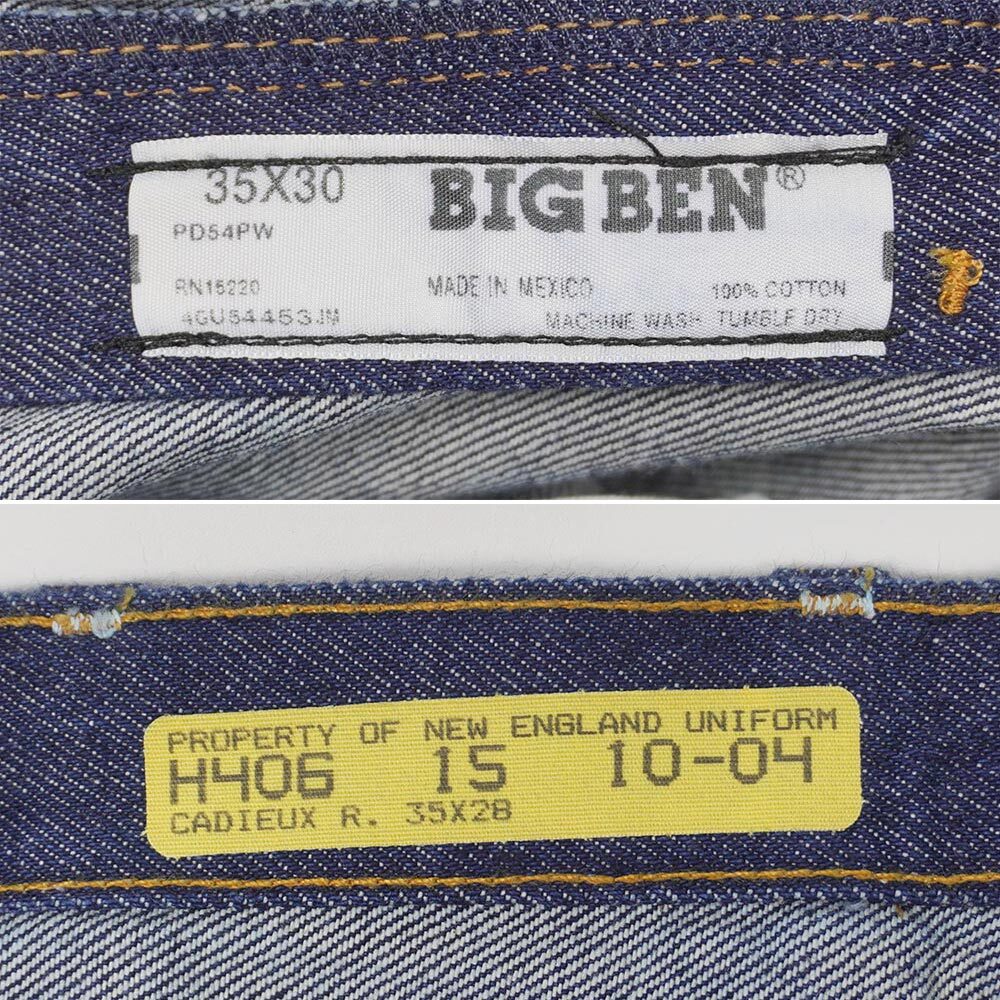 35X30 BIG BEN®
PD54PW
RN15220 MADE IN MEXICO 100% COTTON
4GU54453JM MACHINE WASH TUMBLE DRY
PROPERTY OF NEW ENGLAND UNIFORM
H406 15 10-04
CADIEUX R. 35X28